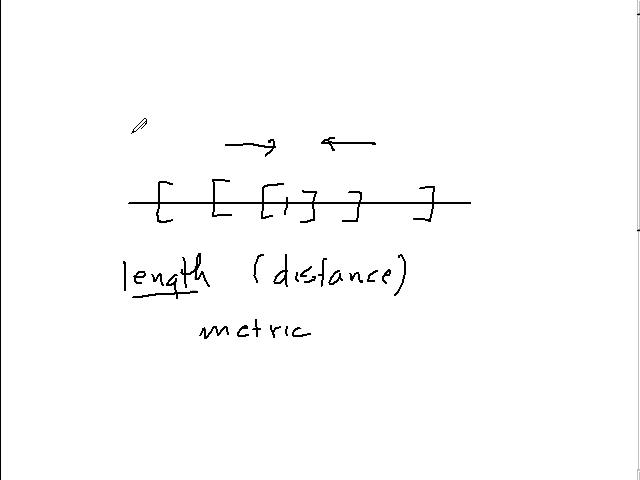 [ [ [ ] ] ]
length (distance)
metric